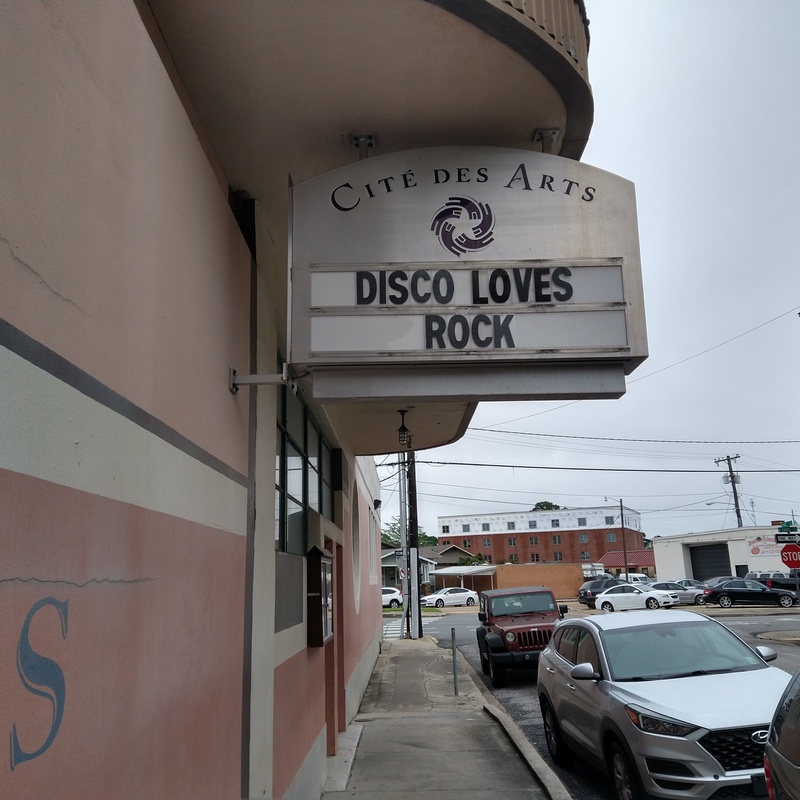 CITÉ DES ARTS
DISCO LOVES
ROCK
S
STOP